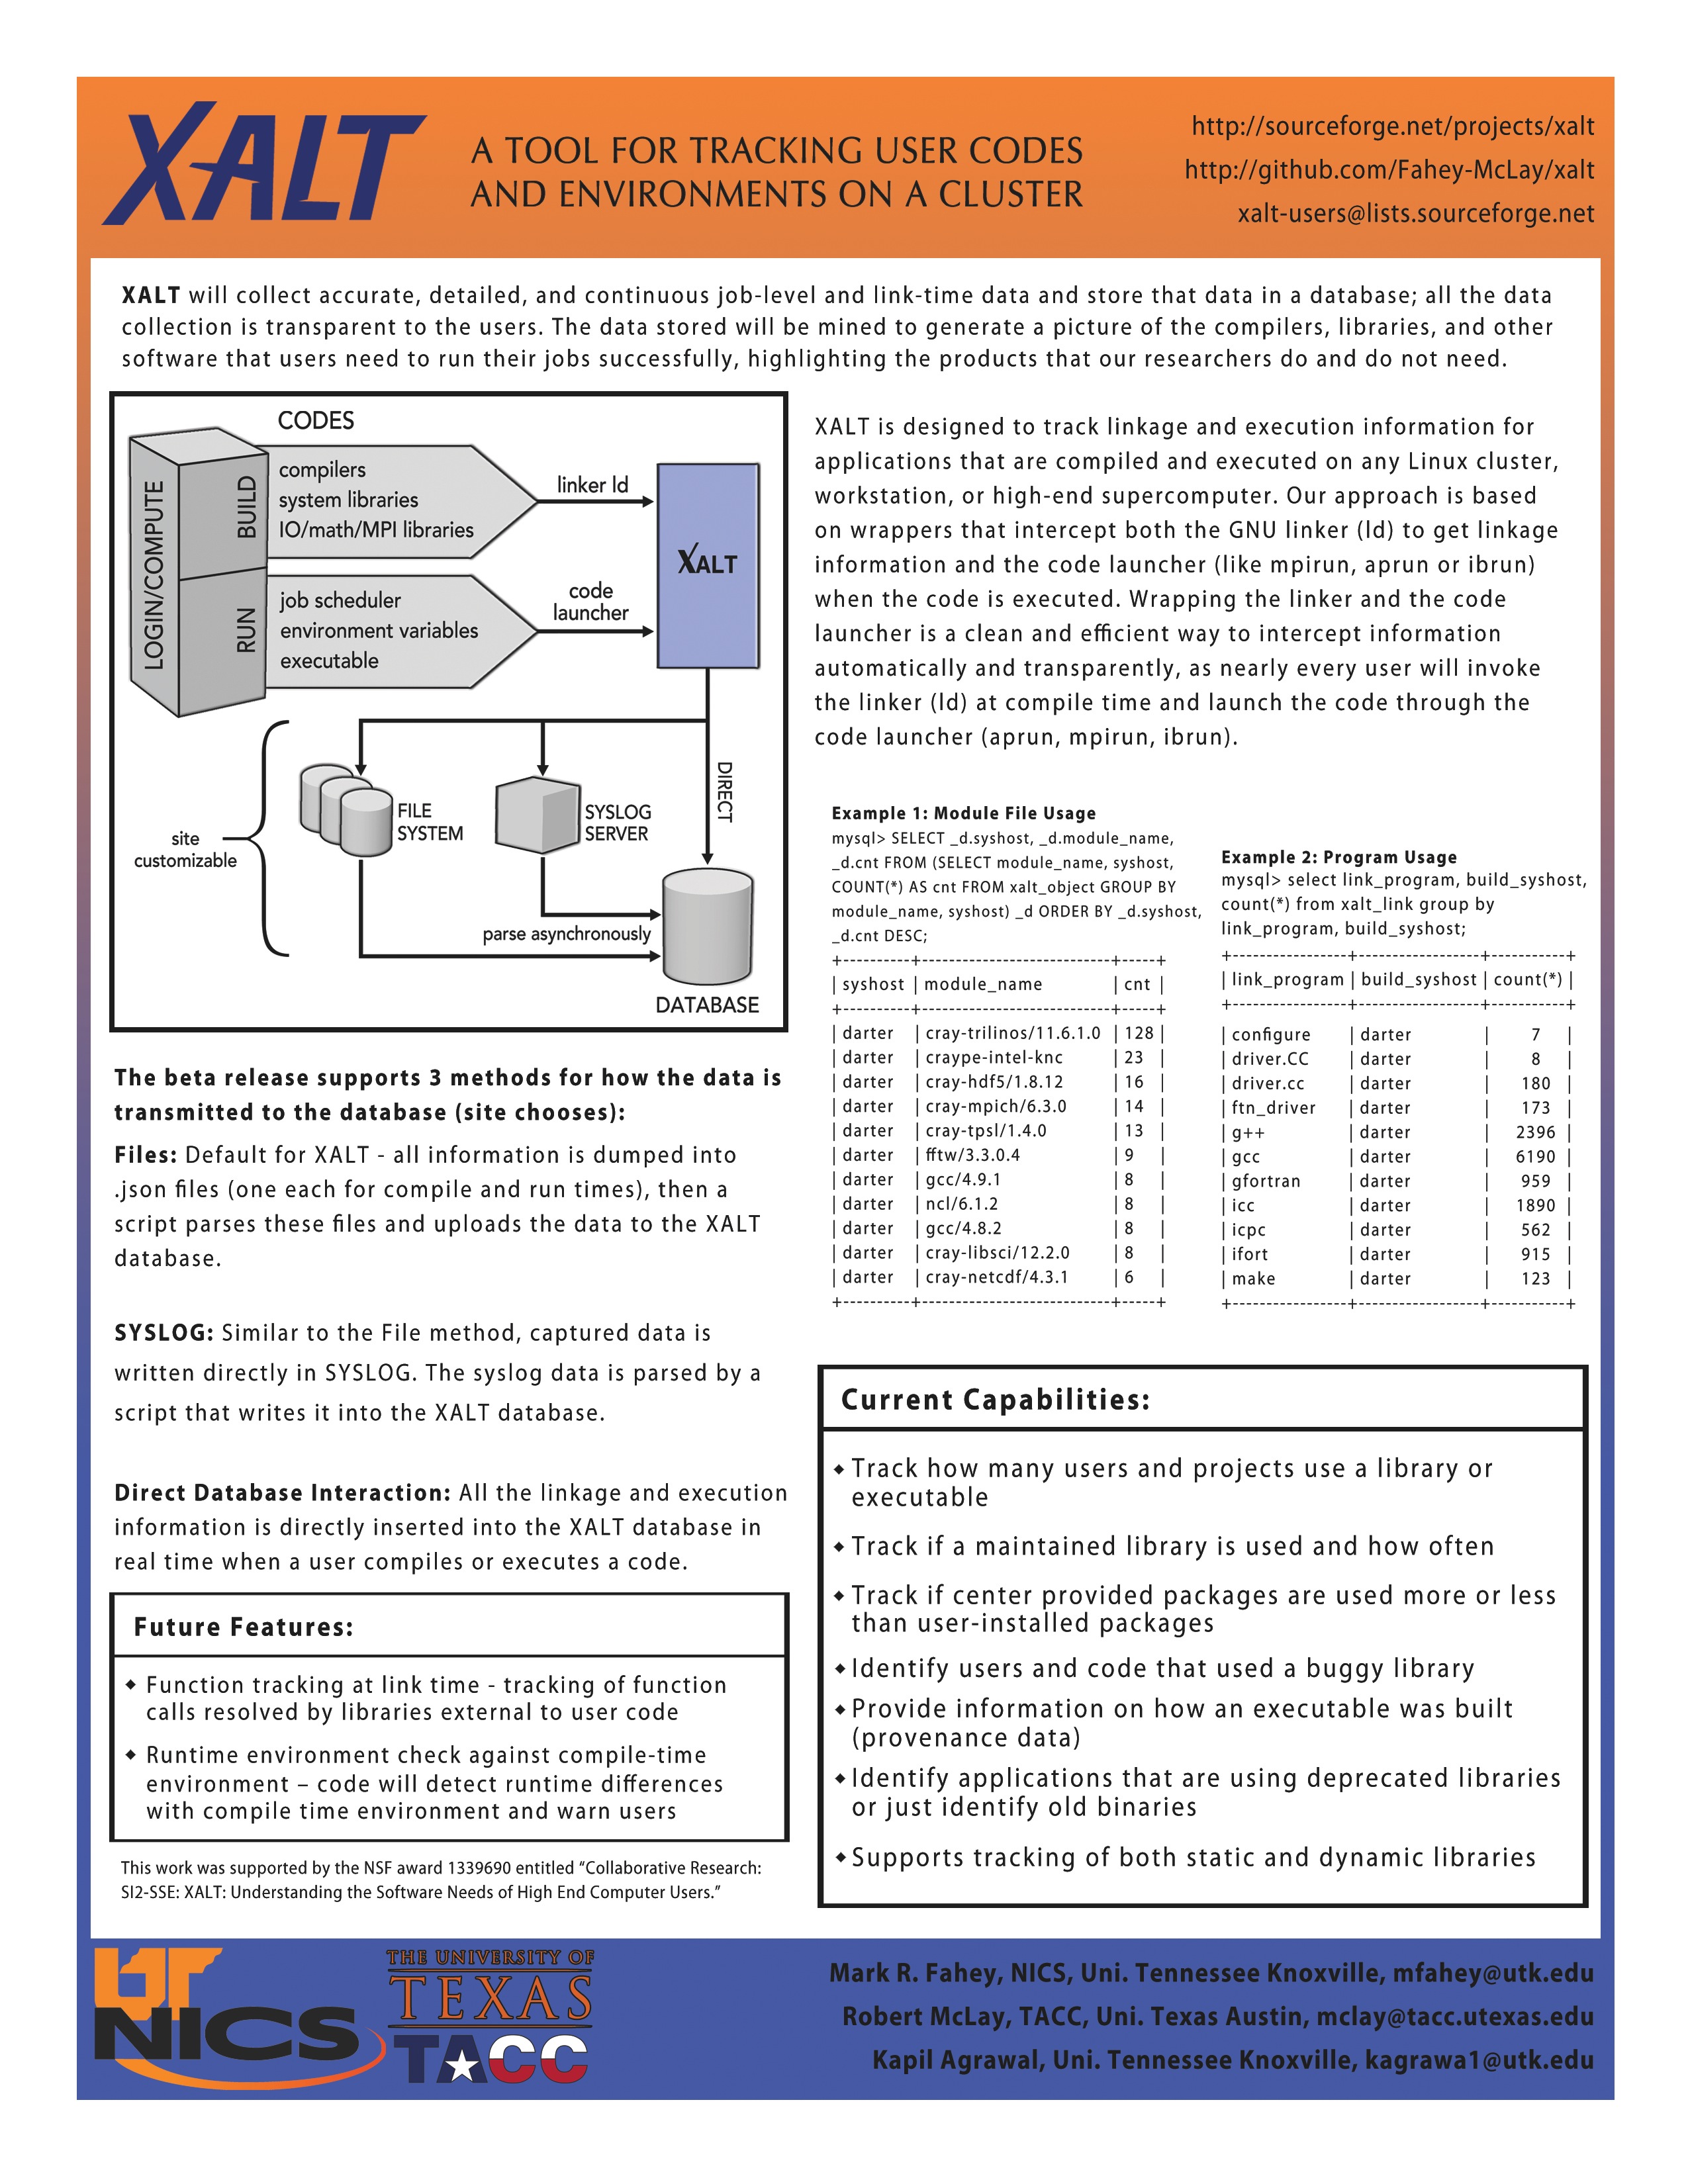 XALT
A TOOL FOR TRACKING USER CODES
AND ENVIRONMENTS ON A CLUSTER
http://sourceforge.net/projects/xalt
http://github.com/Fahey-McLay/xalt
xalt-users@lists.sourceforge.net
XALT will collect accurate, detailed, and continuous job-level and link-time data and store that data in a database; all the data
collection is transparent to the users. The data stored will be mined to generate a picture of the compilers, libraries, and other
software that users need to run their jobs successfully, highlighting the products that our researchers do and do not need.
CODES
LOGIN/COMPUTE
BUILD
compilers
system libraries
IO/math/MPI libraries
linker ld
RUN
job scheduler
environment variables
executable
code
launcher
XALT
site
customizable
FILE
SYSTEM
SYSLOG
SERVER
DIRECT
parse asynchronously
DATABASE
The beta release supports 3 methods for how the data is
transmitted to the database (site chooses):
Files: Default for XALT - all information is dumped into
.json files (one each for compile and run times), then a
script parses these files and uploads the data to the XALT
database.
SYSLOG: Similar to the File method, captured data is
written directly in SYSLOG. The syslog data is parsed by a
script that writes it into the XALT database.
Direct Database Interaction: All the linkage and execution
information is directly inserted into the XALT database in
real time when a user compiles or executes a code.
Future Features:
◆ Function tracking at link time - tracking of function
calls resolved by libraries external to user code
◆ Runtime environment check against compile-time
environment – code will detect runtime differences
with compile time environment and warn users
This work was supported by the NSF award 1339690 entitled “Collaborative Research:
SI2-SSE: XALT: Understanding the Software Needs of High End Computer Users.”
XALT is designed to track linkage and execution information for
applications that are compiled and executed on any Linux cluster,
workstation, or high-end supercomputer. Our approach is based
on wrappers that intercept both the GNU linker (ld) to get linkage
information and the code launcher (like mpirun, aprun or ibrun)
when the code is executed. Wrapping the linker and the code
launcher is a clean and efficient way to intercept information
automatically and transparently, as nearly every user will invoke
the linker (ld) at compile time and launch the code through the
code launcher (aprun, mpirun, ibrun).
Example 1: Module File Usage
mysql> SELECT _d.syshost, _d.module_name,
_d.cnt FROM (SELECT module_name, syshost,
COUNT(*) AS cnt FROM xalt_object GROUP BY
module_name, syshost) _d ORDER BY _d.syshost,
_d.cnt DESC;
+----------+---------------------------+-----+
| syshost | module_name | cnt |
+----------+---------------------------+-----+
| darter | cray-trilinos/11.6.1.0 | 128 |
| darter | craype-intel-knc | 23 |
| darter | cray-hdf5/1.8.12 | 16 |
| darter | cray-mpich/6.3.0 | 14 |
| darter | cray-tpsl/1.4.0 | 13 |
| darter | fftw/3.3.0.4 | 9 |
| darter | gcc/4.9.1 | 8 |
| darter | ncl/6.1.2 | 8 |
| darter | gcc/4.8.2 | 8 |
| darter | cray-libsci/12.2.0 | 8 |
| darter | cray-netcdf/4.3.1 | 6 |
+----------+---------------------------+-----+
Example 2: Program Usage
mysql> select link_program, build_syshost,
count(*) from xalt_link group by
link_program, build_syshost;
+----------------+-----------------+----------+
| link_program | build_syshost | count(*) |
+----------------+-----------------+----------+
| configure | darter | 7 |
| driver.CC | darter | 8 |
| driver.cc | darter | 180 |
| ftn_driver | darter | 173 |
| g++ | darter | 2396 |
| gcc | darter | 6190 |
| gfortran | darter | 959 |
| icc | darter | 1890 |
| icpc | darter | 562 |
| ifort | darter | 915 |
| make | darter | 123 |
+----------------+-----------------+----------+
Current Capabilities:
◆ Track how many users and projects use a library or
executable
◆ Track if a maintained library is used and how often
◆ Track if center provided packages are used more or less
than user-installed packages
◆ Identify users and code that used a buggy library
◆ Provide information on how an executable was built
(provenance data)
◆ Identify applications that are using deprecated libraries
or just identify old binaries
◆ Supports tracking of both static and dynamic libraries
UT
NICS
THE UNIVERSITY OF
TEXAS
TACC
Mark R. Fahey, NICS, Uni. Tennessee Knoxville, mfahey@utk.edu
Robert McLay, TACC, Uni. Texas Austin, mclay@tacc.utexas.edu
Kapil Agrawal, Uni. Tennessee Knoxville, kagrawa1@utk.edu